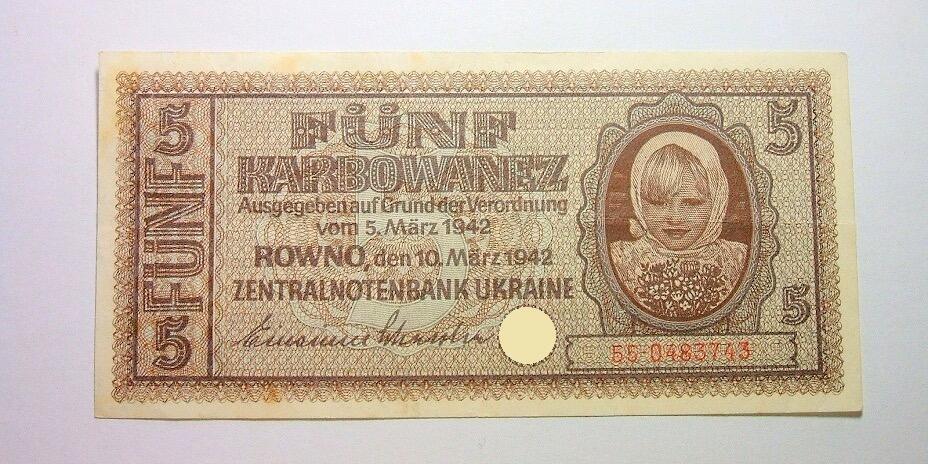 5
FÜNF
5
FÜNF
KARBOWANEZ
Ausgegeben auf Grund der Verordnung
vom 5. März 1942
ROWNO, den 10. März 1942
ZENTRALNOTENBANK UKRAINE
5
5
5
55·0483743